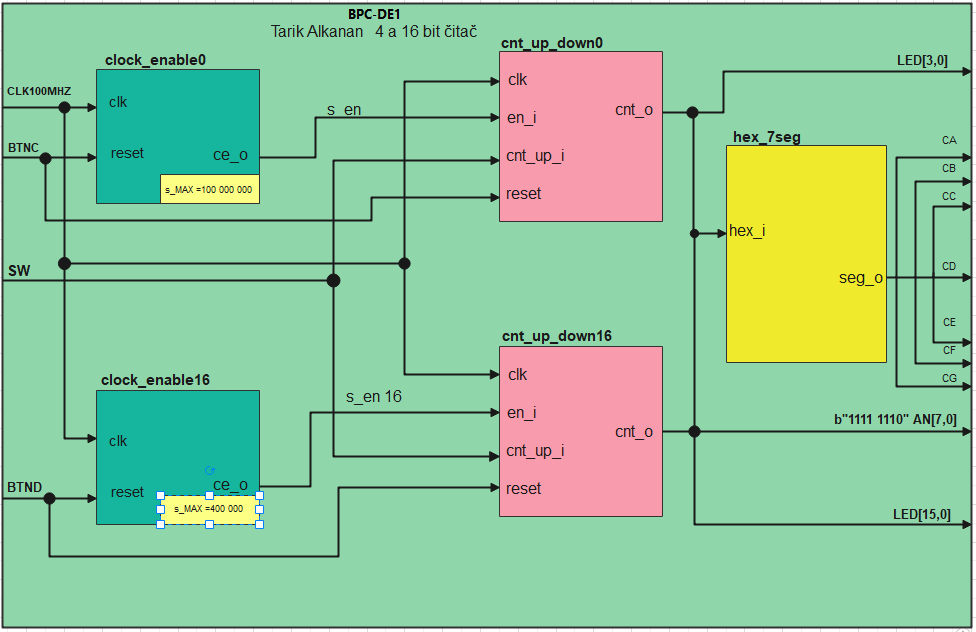 BPC-DE1
Tarik Alkanan 4 a 16 bit čitač
clock_enable0
CLK100MHZ
clk
BTNC
reset
ce_o
s_MAX =100 000 000
s_en
cnt_up_down0
clk
en_i
cnt_up_i
reset
cnt_o
LED[3,0]
hex_7seg
hex_i
seg_o
CA
CB
CC
CD
CE
CF
CG
SW
clock_enable16
clk
BTND
reset
ce_o
s_MAX =400 000
s_en 16
cnt_up_down16
clk
en_i
cnt_up_i
reset
cnt_o
b"1111 1110" AN[7,0]
LED[15,0]